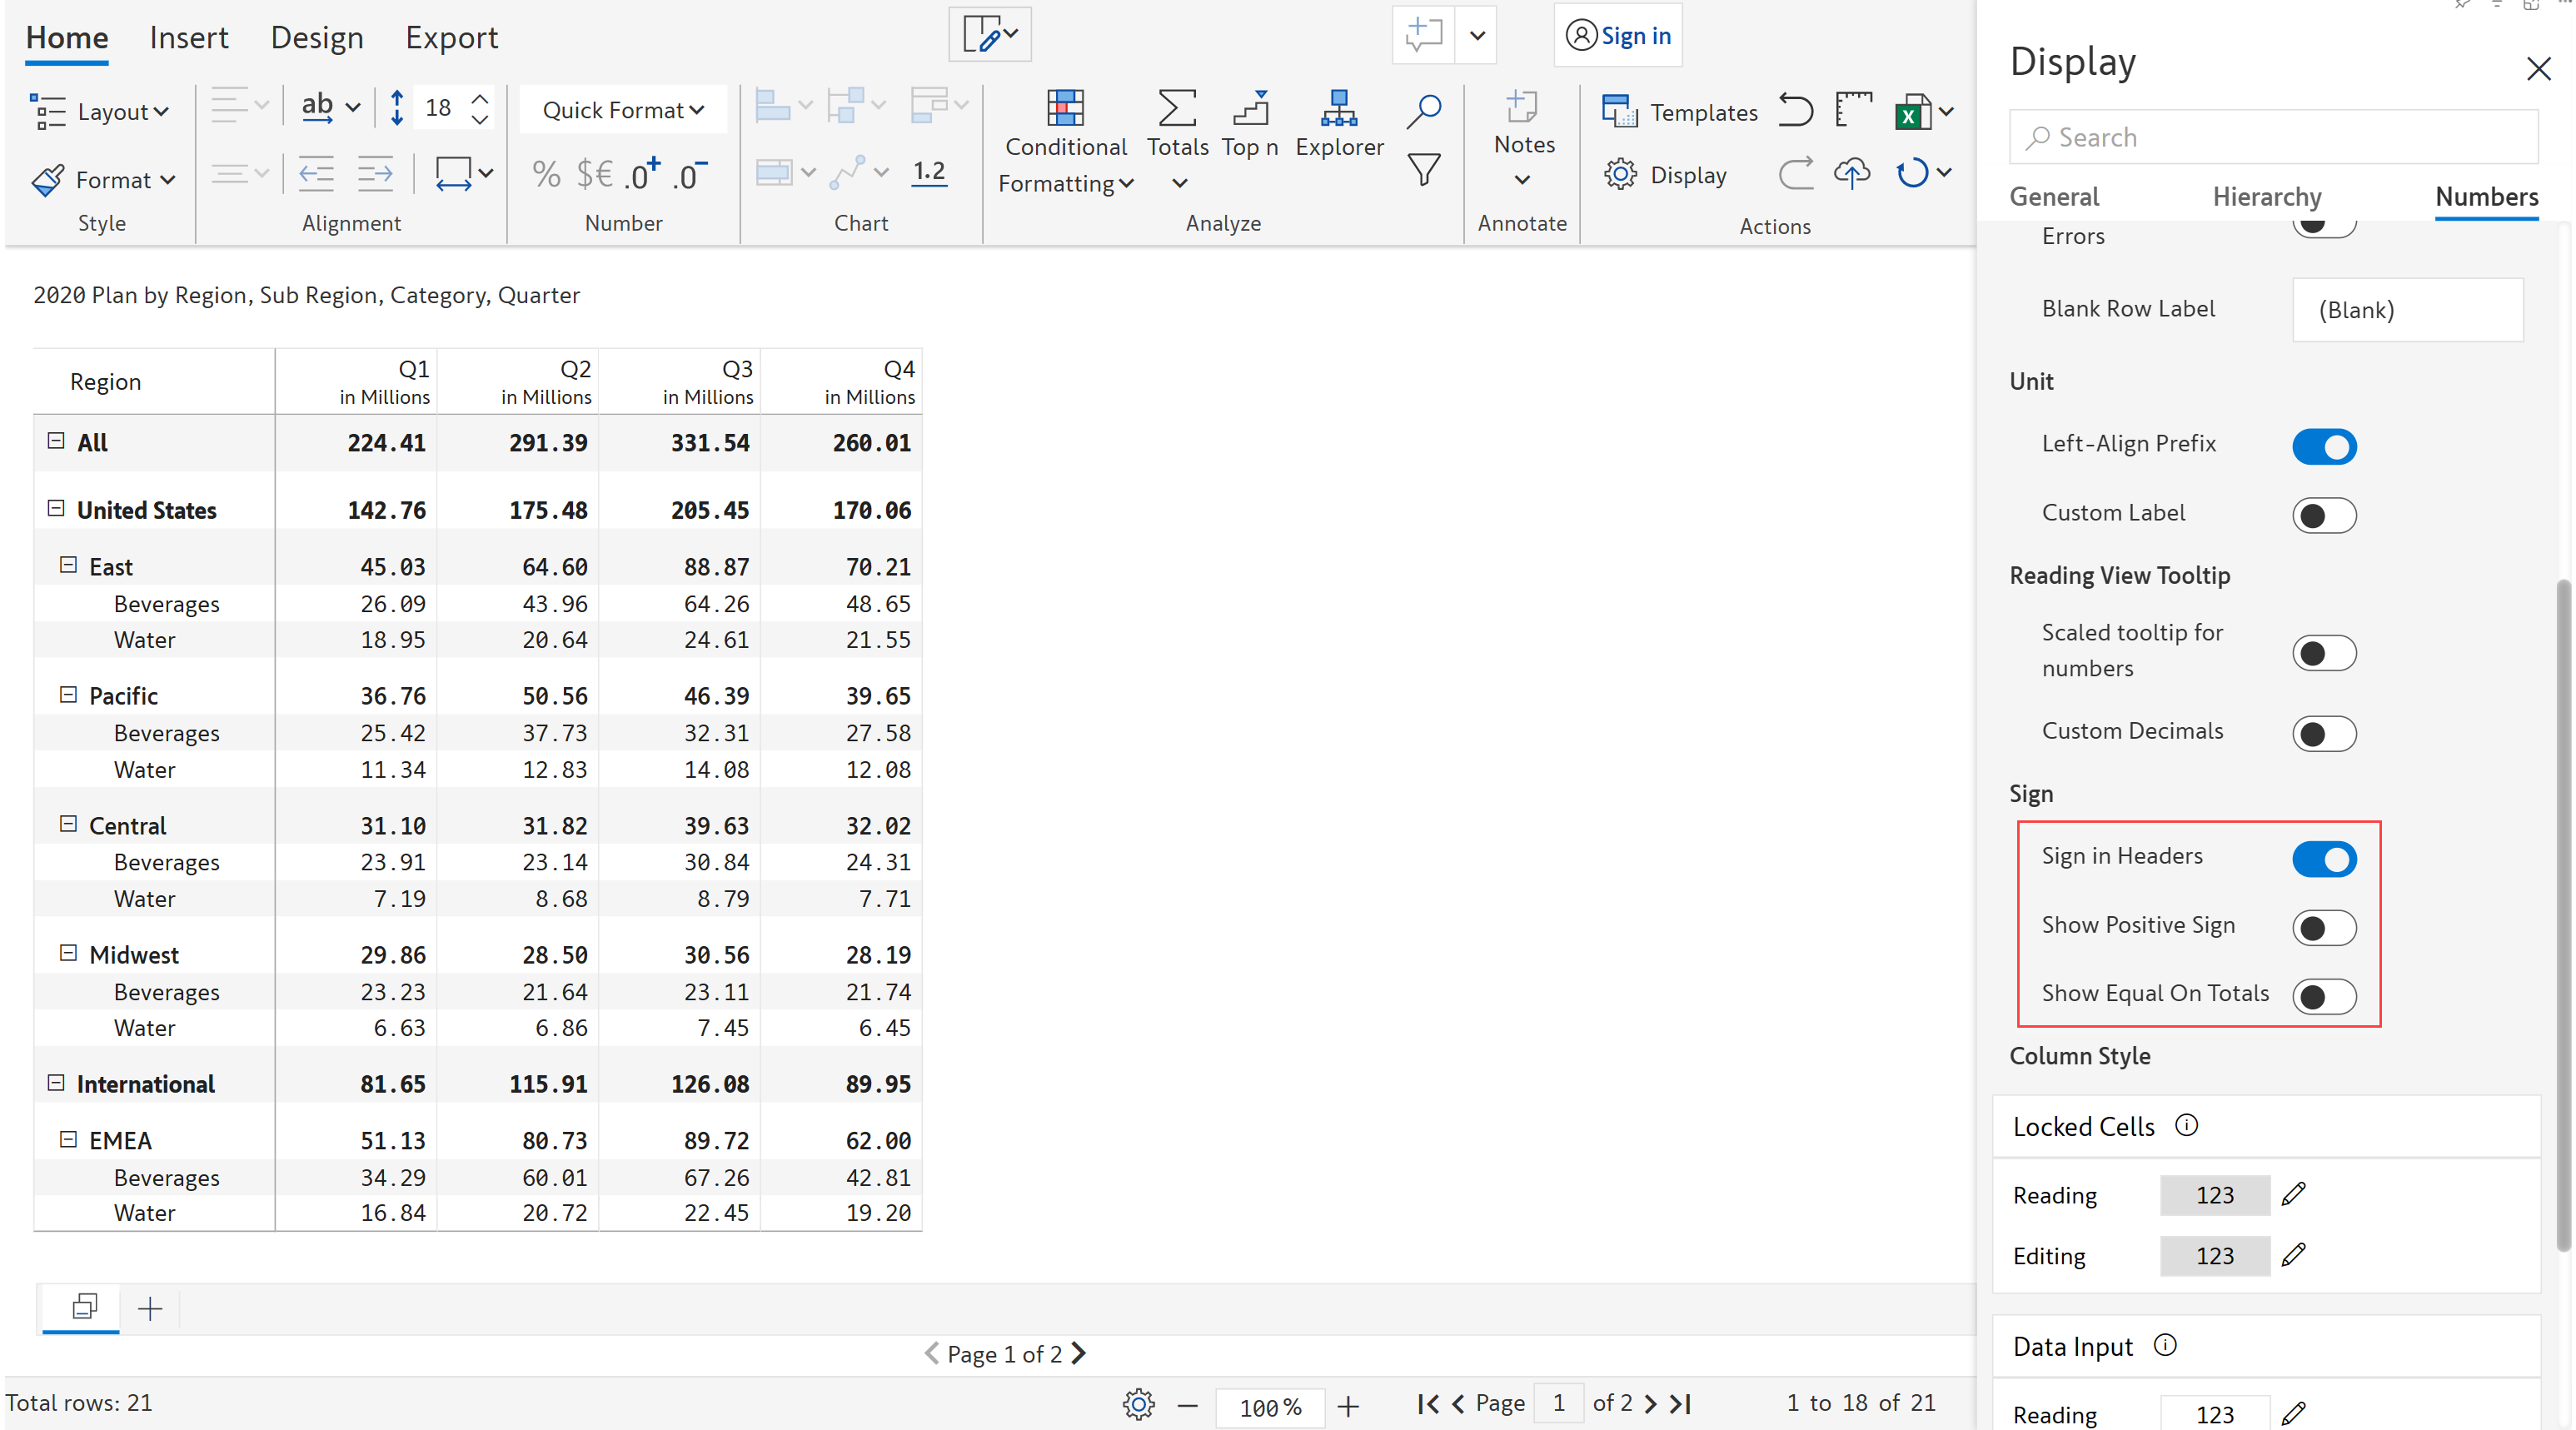 Home Insert Design Export Sign in
Layout ab 18 Quick Format Conditional Formatting Totals Top n Explorer Notes Templates
Format % $€ .0+ .0- 1.2 Display
Style Alignment Number Chart Analyze Annotate Actions
2020 Plan by Region, Sub Region, Category, Quarter
Region Q1 Q2 Q3 Q4
in Millions in Millions in Millions in Millions
All 224.41 291.39 331.54 260.01
United States 142.76 175.48 205.45 170.06
East 45.03 64.60 88.87 70.21
Beverages 26.09 43.96 64.26 48.65
Water 18.95 20.64 24.61 21.55
Pacific 36.76 50.56 46.39 39.65
Beverages 25.42 37.73 32.31 27.58
Water 11.34 12.83 14.08 12.08
Central 31.10 31.82 39.63 32.02
Beverages 23.91 23.14 30.84 24.31
Water 7.19 8.68 8.79 7.71
Midwest 29.86 28.50 30.56 28.19
Beverages 23.23 21.64 23.11 21.74
Water 6.63 6.86 7.45 6.45
International 81.65 115.91 126.08 89.95
EMEA 51.13 80.73 89.72 62.00
Beverages 34.29 60.01 67.26 42.81
Water 16.84 20.72 22.45 19.20
Page 1 of 2
Total rows: 21 100 % Page 1 of 2 1 to 18 of 21
Display
Search
General Hierarchy Numbers
Errors
Blank Row Label (Blank)
Unit
Left-Align Prefix
Custom Label
Reading View Tooltip
Scaled tooltip for
numbers
Custom Decimals
Sign
Sign in Headers
Show Positive Sign
Show Equal On Totals
Column Style
Locked Cells
Reading 123
Editing 123
Data Input
Reading 123